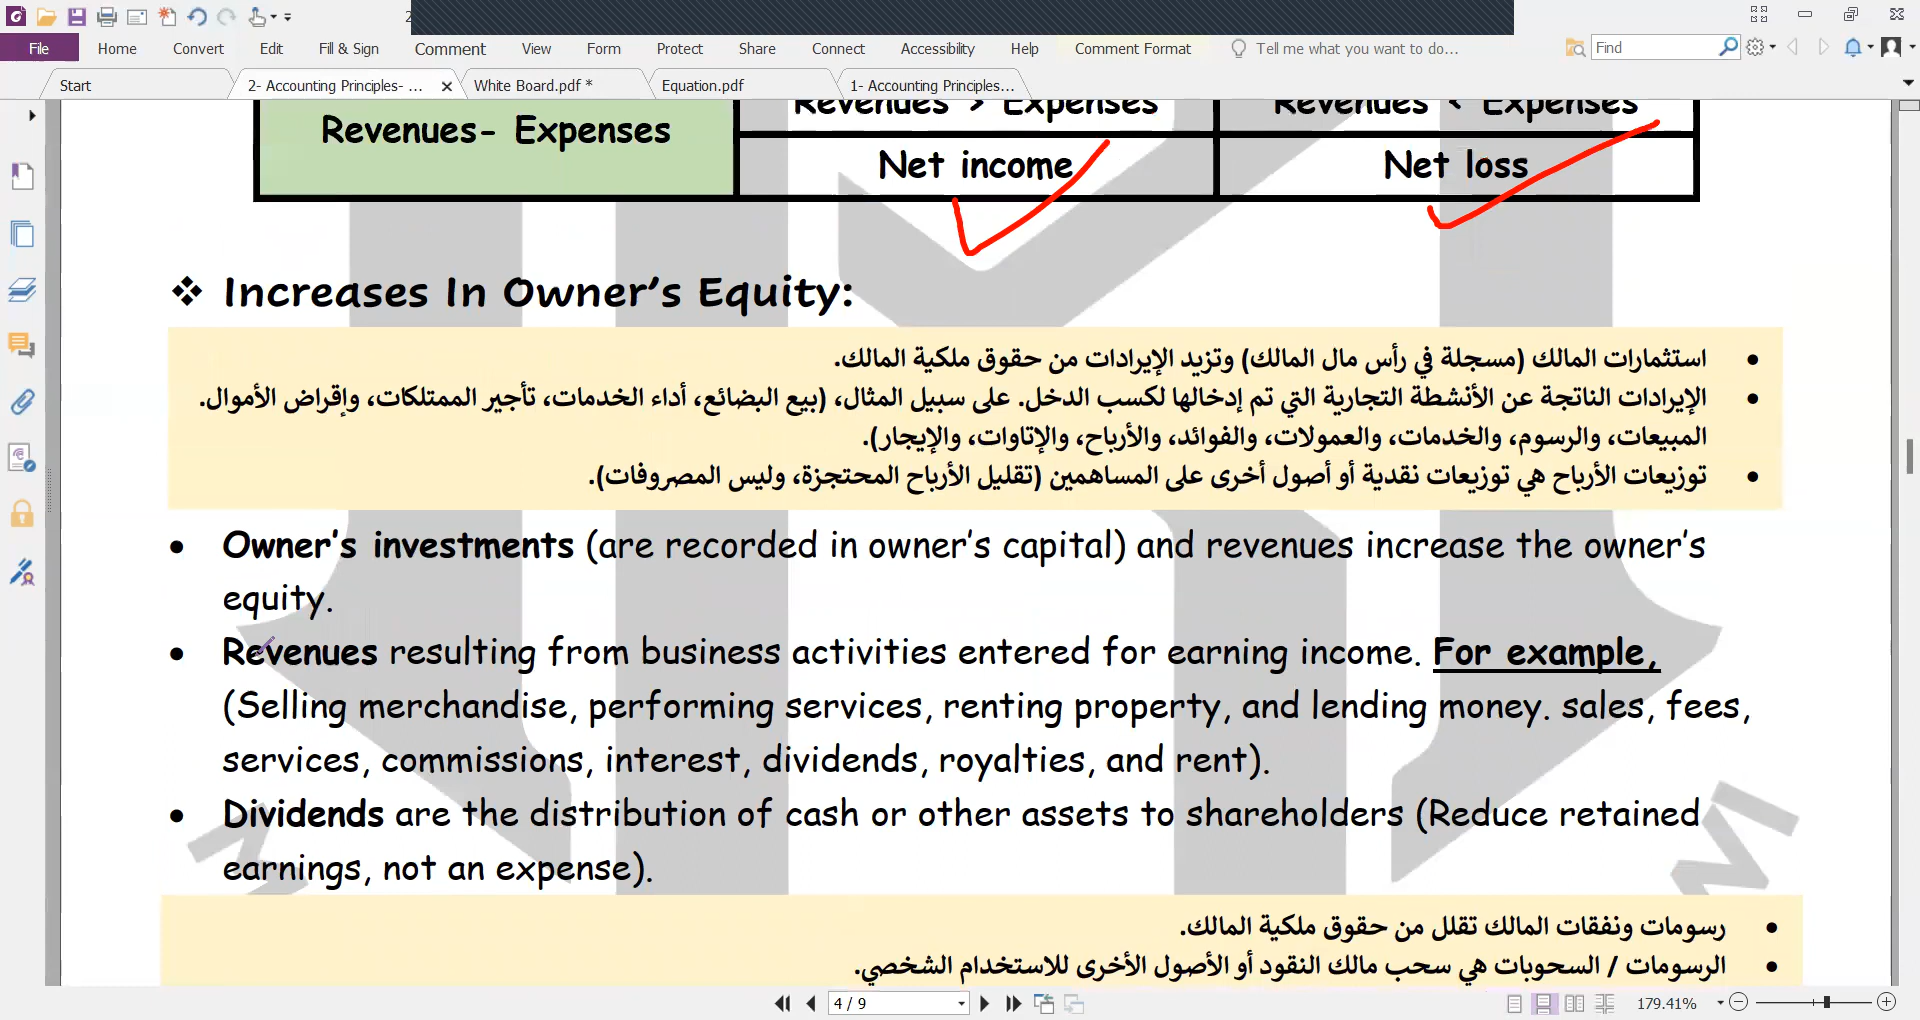 2
File Home Convert Edit Fill & Sign Comment View Form Protect Share Connect Accessibility Help Comment Format Tell me what you want to do... Find
Start 2- Accounting Principles- ... White Board.pdf * Equation.pdf 1- Accounting Principles...
Revenues > Expenses Revenues < Expenses
Revenues- Expenses
Net income Net loss
❖ Increases In Owner's Equity:
• استثمارات المالك (مسجلة في رأس مال المالك) وتزيد الإيرادات من حقوق ملكية المالك.
• الإيرادات الناتجة عن الأنشطة التجارية التي تم إدخالها لكسب الدخل. على سبيل المثال، (بيع البضائع، أداء الخدمات، تأجير الممتلكات، وإقراض الأموال.
المبيعات، والرسوم، والخدمات، والعمولات، والفوائد، والأرباح، والإتاوات، والإيجار).
• توزيعات الأرباح هي توزيعات نقدية أو أصول أخرى على المساهمين (تقليل الأرباح المحتجزة، وليس المصروفات).
• Owner's investments (are recorded in owner's capital) and revenues increase the owner's
equity.
• Revenues resulting from business activities entered for earning income. For example,
(Selling merchandise, performing services, renting property, and lending money. sales, fees,
services, commissions, interest, dividends, royalties, and rent).
• Dividends are the distribution of cash or other assets to shareholders (Reduce retained
earnings, not an expense).
• رسومات ونفقات المالك تقلل من حقوق ملكية المالك.
• الرسومات / السحوبات هي سحب مالك النقود أو الأصول الأخرى للاستخدام الشخصي.
4 / 9 179.41%